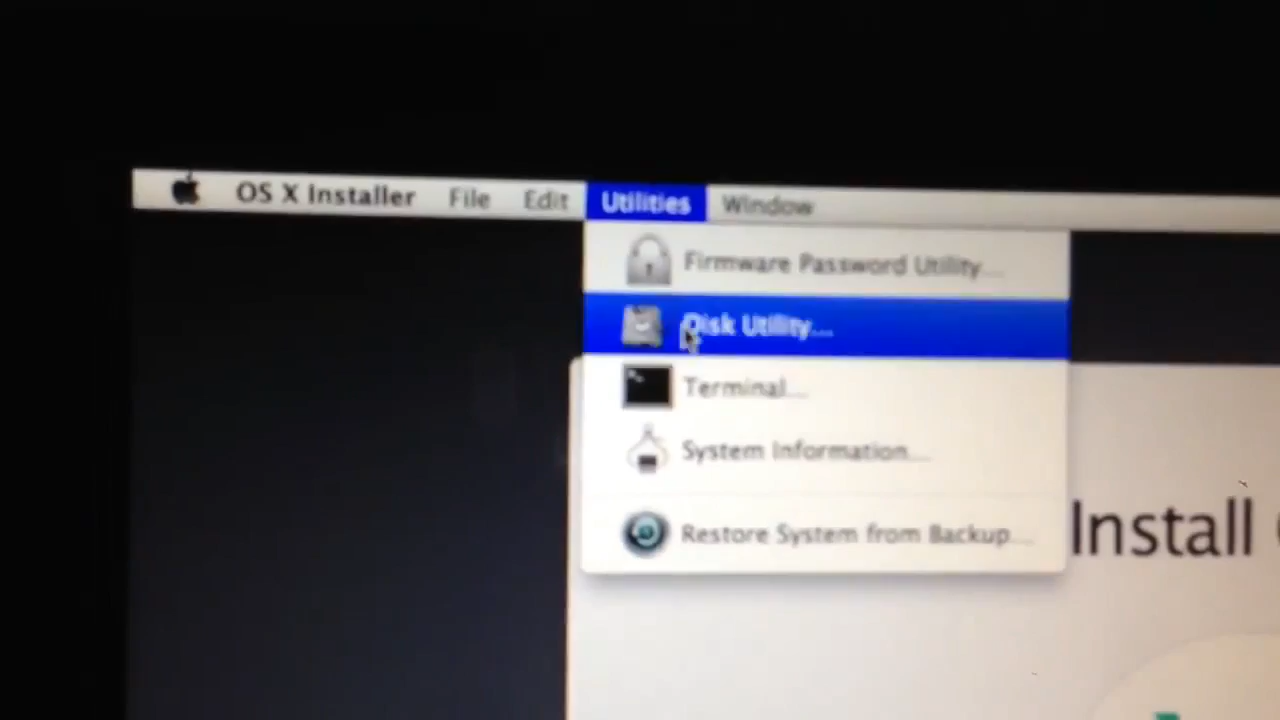 OS X Installer File Edit Utilities Window
Firmware Password Utility...
Disk Utility...
Terminal...
System Information...
Restore System from Backup...
Install